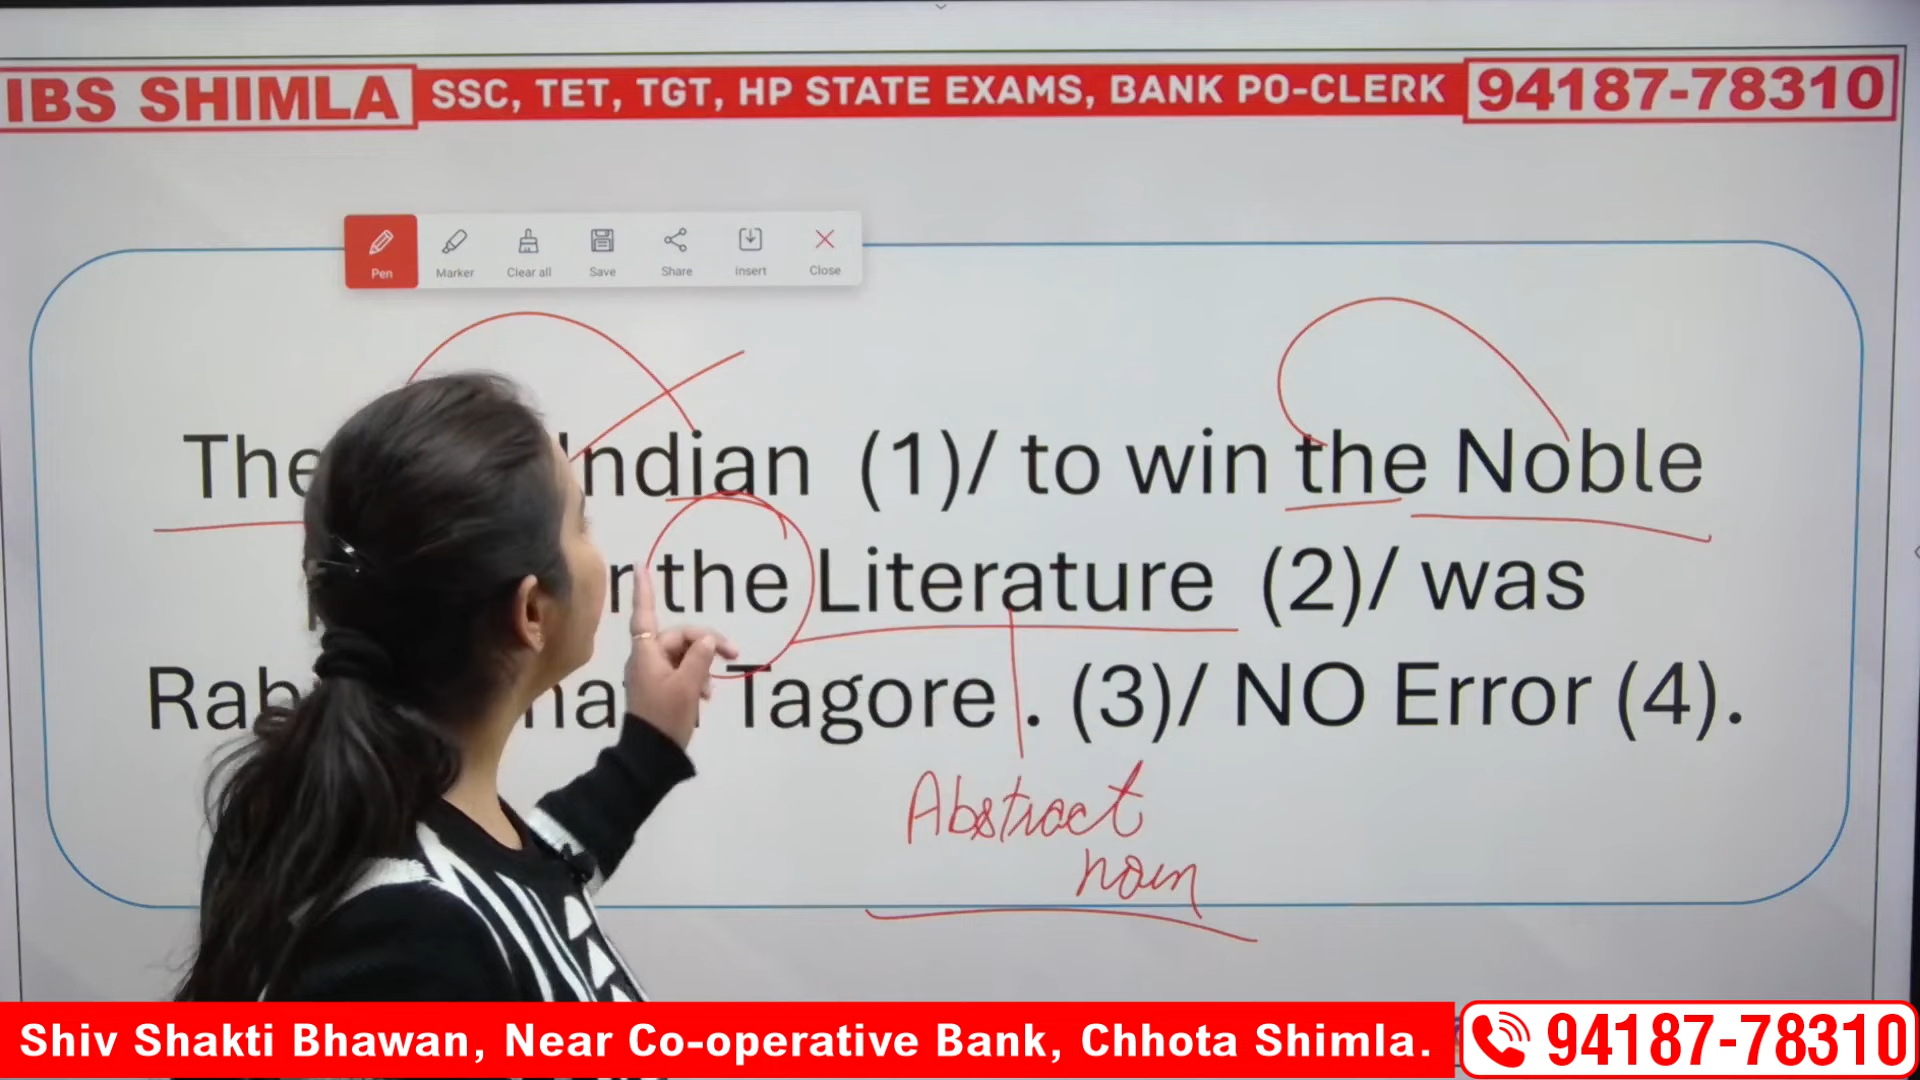 IBS SHIMLA SSC, TET, TGT, HP STATE EXAMS, BANK PO-CLERK 94187-78310
Pen Marker Clear all Save Share Insert Close
The Indian (1)/ to win the Noble
the Literature (2)/ was
Tagore . (3)/ NO Error (4).
Abstract
noun
Shiv Shakti Bhawan, Near Co-operative Bank, Chhota Shimla. 94187-78310